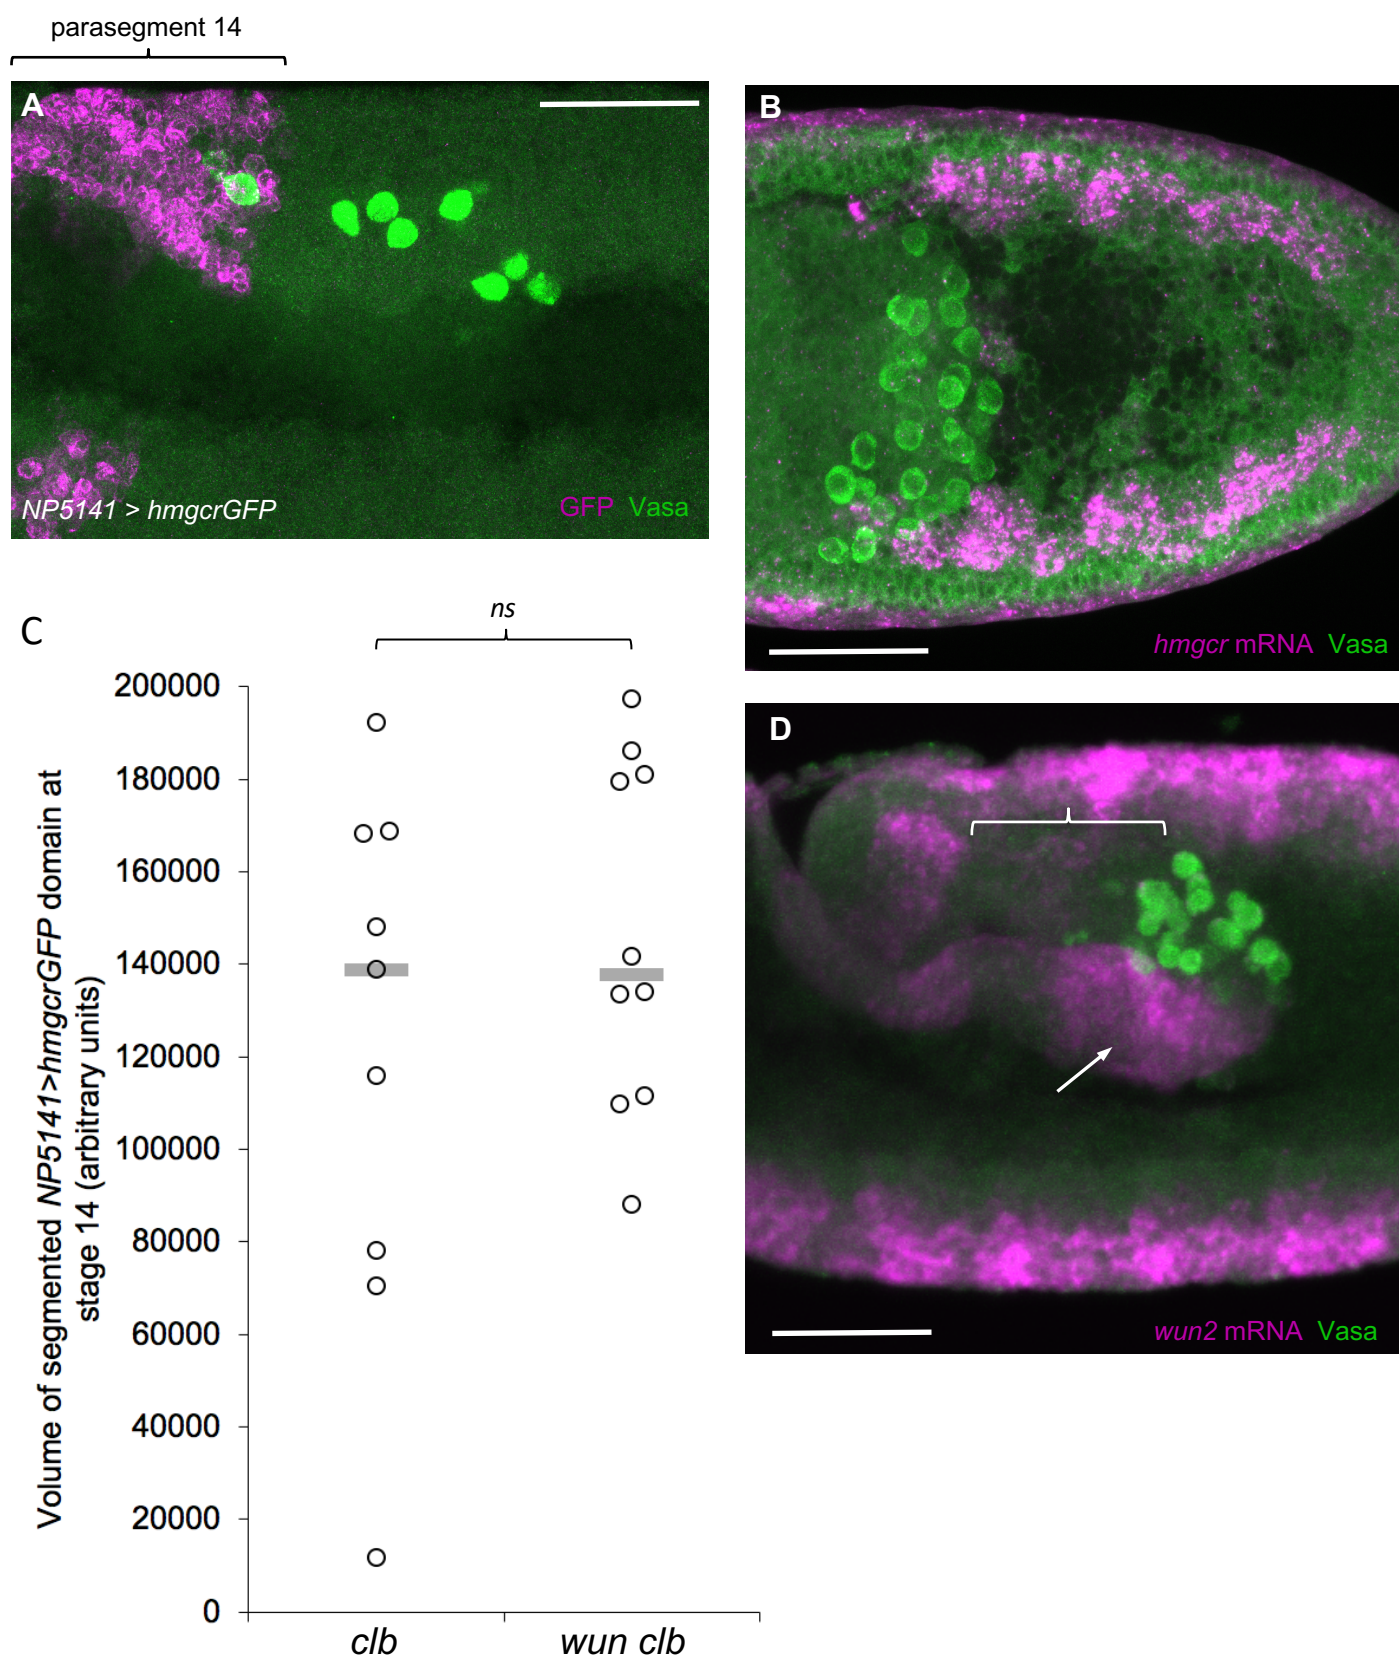 parasegment 14
A
NP5141 > hmgcrGFP
GFP Vasa
B
hmgcr mRNA Vasa
C
ns
Volume of segmented NP5141>hmgcrGFP domain at
stage 14 (arbitrary units)
200000
180000
160000
140000
120000
100000
80000
60000
40000
20000
0
clb
wun clb
D
wun2 mRNA Vasa